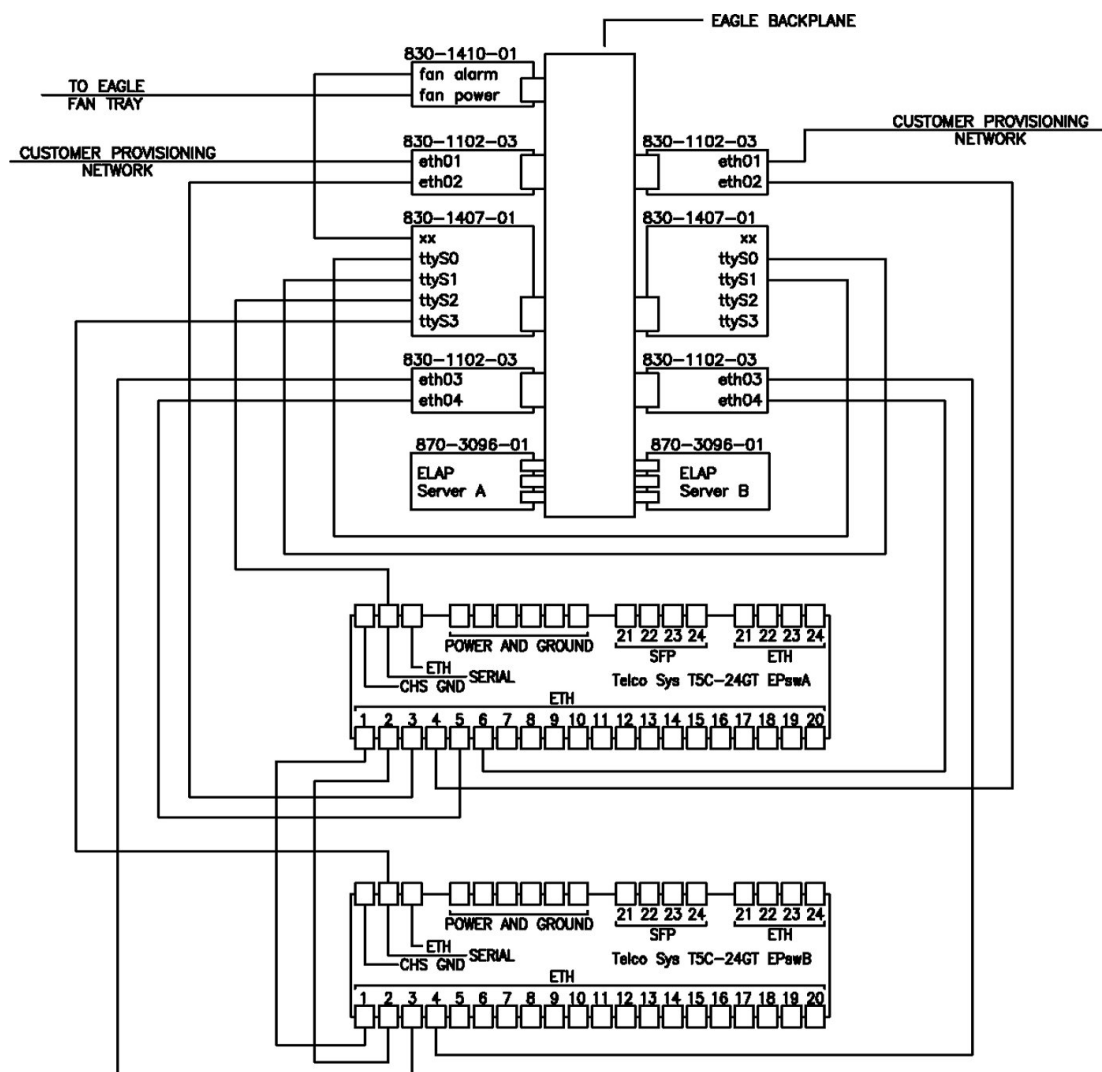 EAGLE BACKPLANE
830-1410-01
fan alarm
fan power
TO EAGLE
FAN TRAY
CUSTOMER PROVISIONING
NETWORK
830-1102-03
eth01
eth02
830-1102-03
eth01
eth02
CUSTOMER PROVISIONING
NETWORK
830-1407-01
xx
ttyS0
ttyS1
ttyS2
ttyS3
830-1407-01
xx
ttyS0
ttyS1
ttyS2
ttyS3
830-1102-03
eth03
eth04
830-1102-03
eth03
eth04
870-3096-01
ELAP
Server A
870-3096-01
ELAP
Server B
POWER AND GROUND
21 22 23 24
SFP
21 22 23 24
ETH
ETH
SERIAL
CHS GND
Telco Sys T5C-24GT EPswA
ETH
1 2 3 4 5 6 7 8 9 10 11 12 13 14 15 16 17 18 19 20
POWER AND GROUND
21 22 23 24
SFP
21 22 23 24
ETH
ETH
SERIAL
CHS GND
Telco Sys T5C-24GT EPswB
ETH
1 2 3 4 5 6 7 8 9 10 11 12 13 14 15 16 17 18 19 20